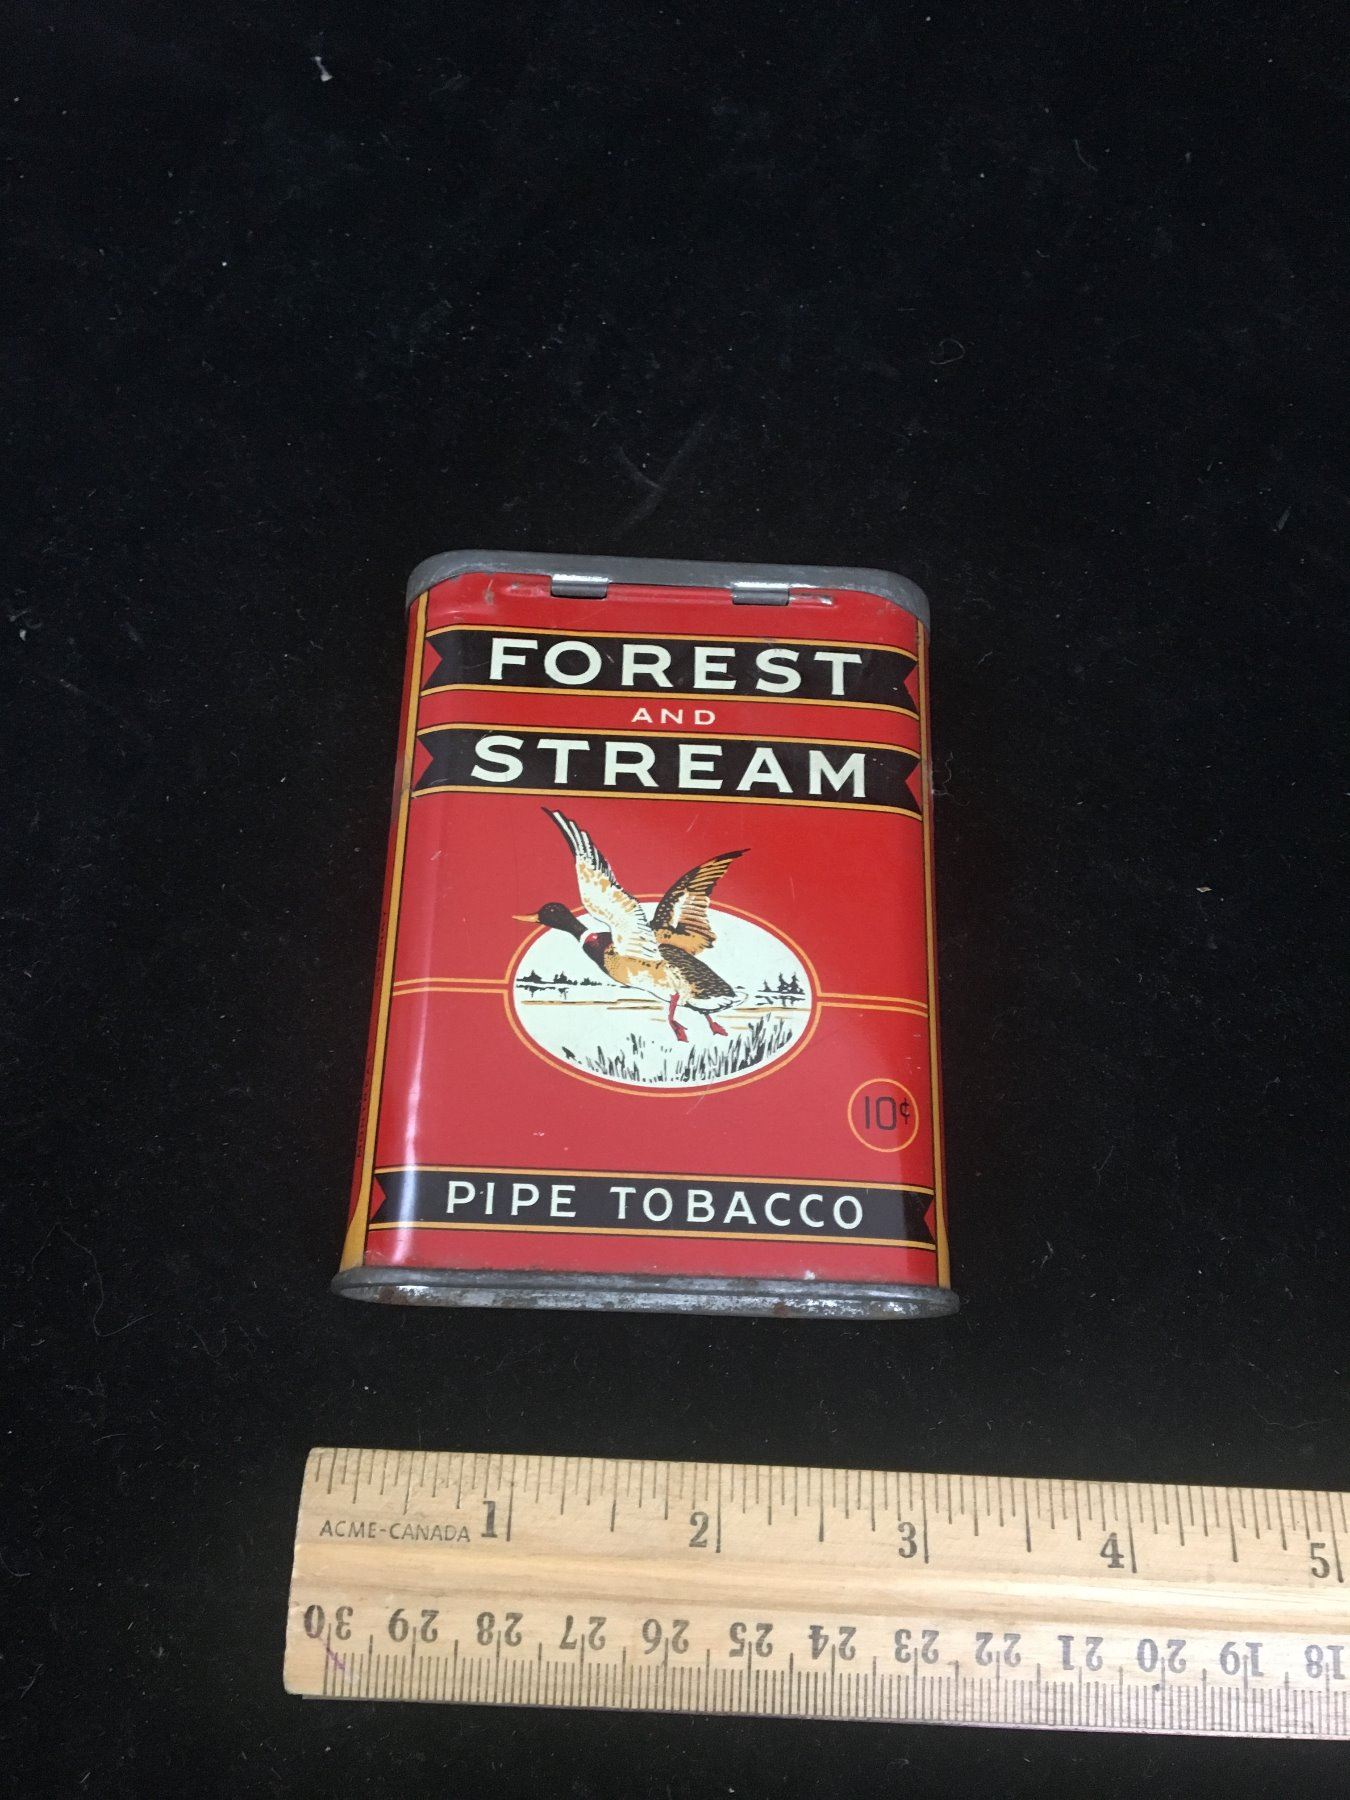 FOREST
AND
STREAM
10¢
PIPE TOBACCO
1 2 3 4 5
ACME-CANADA
30 29 28 27 26 25 24 23 22 21 20 19 18